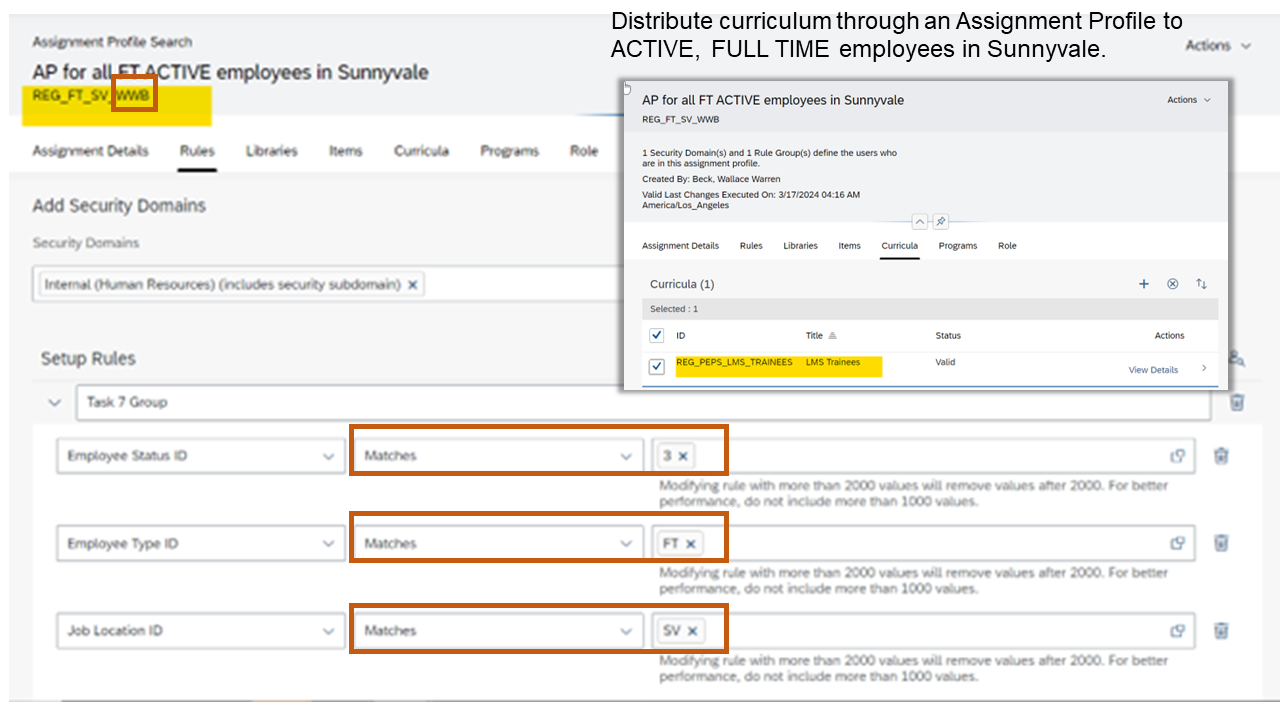 Distribute curriculum through an Assignment Profile to
ACTIVE, FULL TIME employees in Sunnyvale.
Assignment Profile Search
Actions
AP for all FT ACTIVE employees in Sunnyvale
REG_FT_SV_WWB
Assignment Details Rules Libraries Items Curricula Programs Role
Add Security Domains
Security Domains
Internal (Human Resources) (includes security subdomain) ×
Setup Rules
Task 7 Group
Employee Status ID Matches 3 ×
Modifying rule with more than 2000 values will remove values after 2000. For better
performance, do not include more than 1000 values.
Employee Type ID Matches FT ×
Modifying rule with more than 2000 values will remove values after 2000. For better
performance, do not include more than 1000 values.
Job Location ID Matches SV ×
Modifying rule with more than 2000 values will remove values after 2000. For better
performance, do not include more than 1000 values.
AP for all FT ACTIVE employees in Sunnyvale
Actions
REG_FT_SV_WWB
1 Security Domain(s) and 1 Rule Group(s) define the users who
are in this assignment profile.
Created By: Beck, Wallace Warren
Valid Last Changes Executed On: 3/17/2024 04:16 AM
America/Los_Angeles
Assignment Details Rules Libraries Items Curricula Programs Role
Curricula (1)
Selected : 1
ID Title Status Actions
REG_PEPS_LMS_TRAINEES LMS Trainees Valid View Details